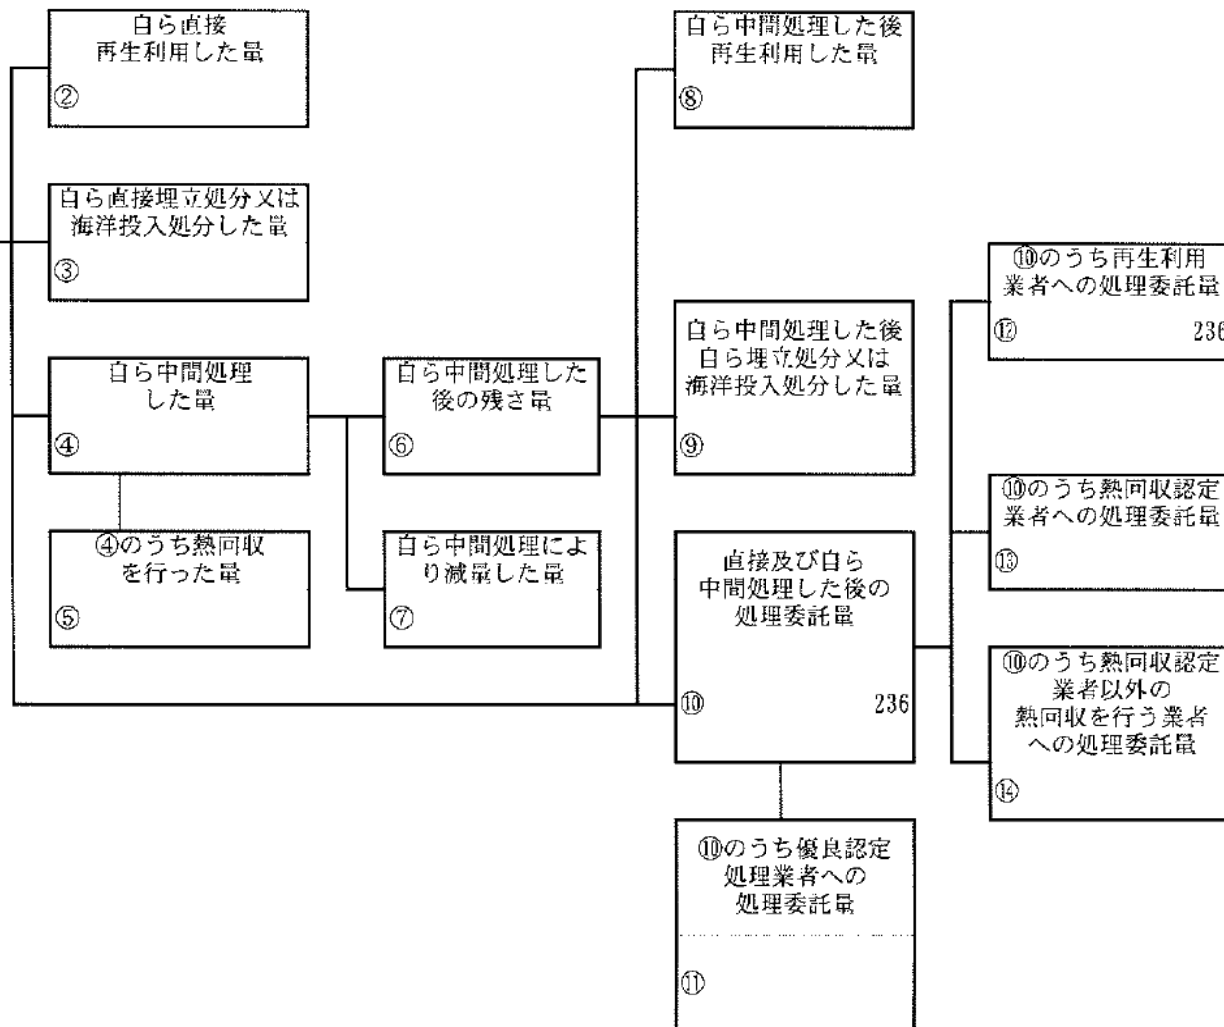 自ら直接
再生利用した量
②
自ら直接埋立処分又は
海洋投入処分した量
③
自ら中間処理
した量
④
④のうち熱回収
を行った量
⑤
自ら中間処理した
後の残さ量
⑥
自ら中間処理によ
り減量した量
⑦
自ら中間処理した後
再生利用した量
⑧
自ら中間処理した後
自ら埋立処分又は
海洋投入処分した量
⑨
直接及び自ら
中間処理した後の
処理委託量
⑩ 236
⑩のうち優良認定
処理業者への
処理委託量
⑪
⑩のうち再生利用
業者への処理委託量
⑫ 236
⑩のうち熱回収認定
業者への処理委託量
⑬
⑩のうち熱回収認定
業者以外の
熱回収を行う業者
への処理委託量
⑭